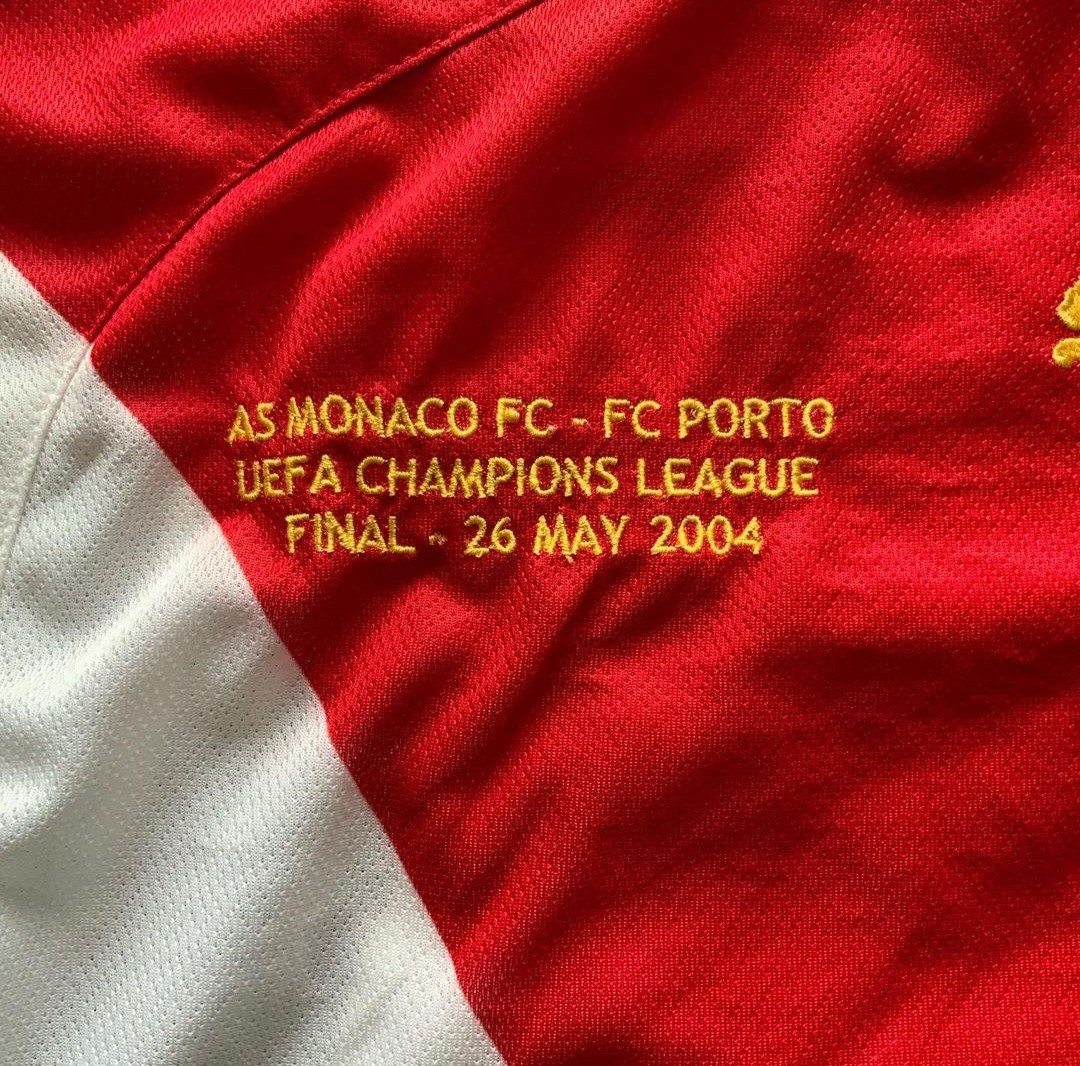 AS MONACO FC - FC PORTO
UEFA CHAMPIONS LEAGUE
FINAL - 26 MAY 2004